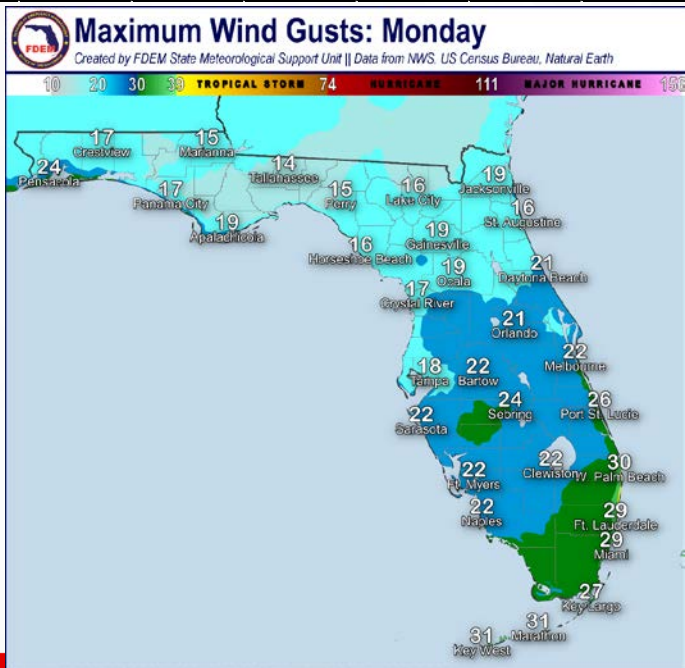 FDEM
Maximum Wind Gusts: Monday
Created by FDEM State Meteorological Support Unit || Data from NWS, US Census Bureau, Natural Earth
10 20 30 39 TROPICAL STORM 74 HURRICANE 111 MAJOR HURRICANE
17
Crestview
15
Marianna
24
Pensacola
14
Tallahassee
17
Panama City
15
Perry
16
Lake City
19
Jacksonville
19
Apalachicola
16
St. Augustine
16
Horseshoe Beach
19
Gainesville
19
Ocala
21
Daytona Beach
17
Crystal River
21
Orlando
18
Tampa
22
Bartow
22
Melbourne
22
Sarasota
24
Sebring
26
Port St. Lucie
22
Ft. Myers
22
Clewiston
30
W. Palm Beach
22
Naples
29
Ft. Lauderdale
29
Miami
27
Key Largo
31
Marathon
31
Key West